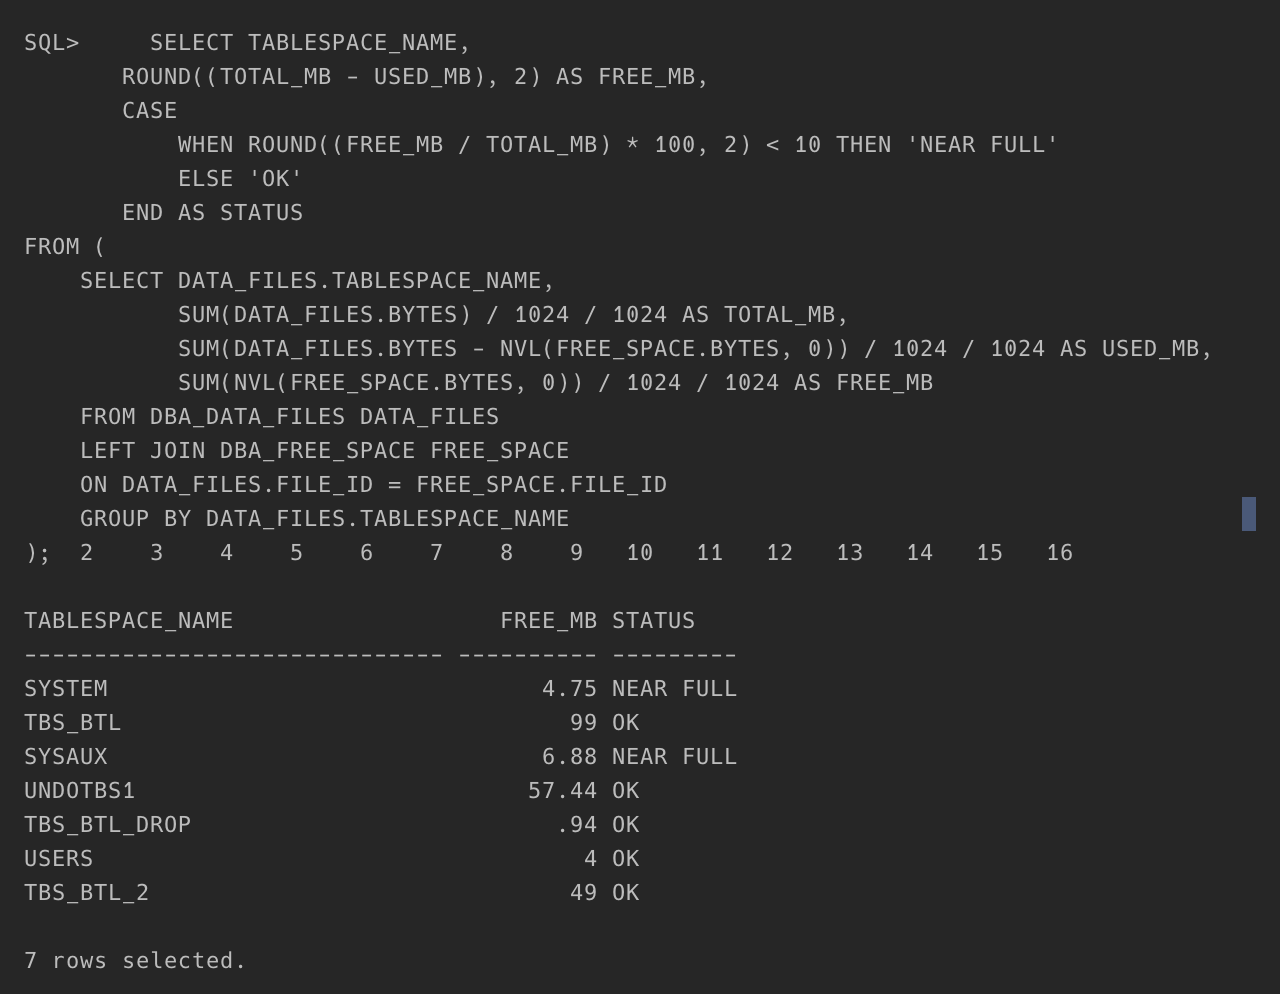 SQL>     SELECT TABLESPACE_NAME,
       ROUND((TOTAL_MB - USED_MB), 2) AS FREE_MB,
       CASE
           WHEN ROUND((FREE_MB / TOTAL_MB) * 100, 2) < 10 THEN 'NEAR FULL'
           ELSE 'OK'
       END AS STATUS
FROM (
    SELECT DATA_FILES.TABLESPACE_NAME,
           SUM(DATA_FILES.BYTES) / 1024 / 1024 AS TOTAL_MB,
           SUM(DATA_FILES.BYTES - NVL(FREE_SPACE.BYTES, 0)) / 1024 / 1024 AS USED_MB,
           SUM(NVL(FREE_SPACE.BYTES, 0)) / 1024 / 1024 AS FREE_MB
    FROM DBA_DATA_FILES DATA_FILES
    LEFT JOIN DBA_FREE_SPACE FREE_SPACE
    ON DATA_FILES.FILE_ID = FREE_SPACE.FILE_ID
    GROUP BY DATA_FILES.TABLESPACE_NAME
);  2    3    4    5    6    7    8    9   10   11   12   13   14   15   16

TABLESPACE_NAME                   FREE_MB STATUS
------------------------------ ---------- ---------
SYSTEM                               4.75 NEAR FULL
TBS_BTL                                99 OK
SYSAUX                               6.88 NEAR FULL
UNDOTBS1                            57.44 OK
TBS_BTL_DROP                          .94 OK
USERS                                   4 OK
TBS_BTL_2                              49 OK

7 rows selected.